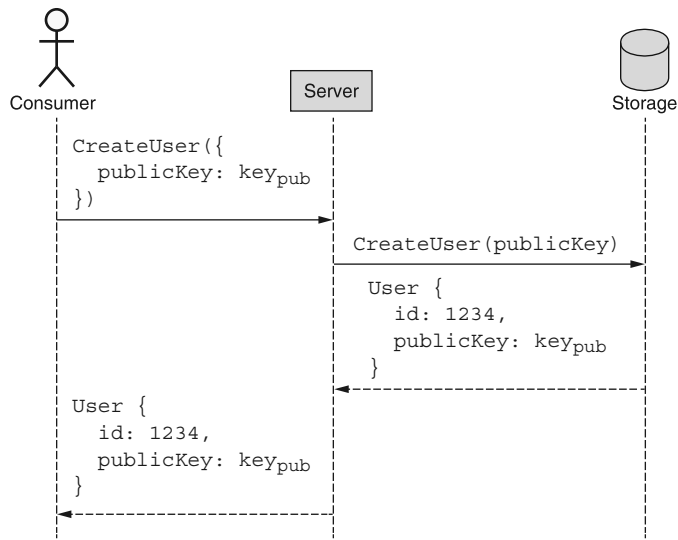 Consumer
Server
Storage
CreateUser({
publicKey: keypub
})
CreateUser(publicKey)
User {
id: 1234,
publicKey: keypub
}
User {
id: 1234,
publicKey: keypub
}